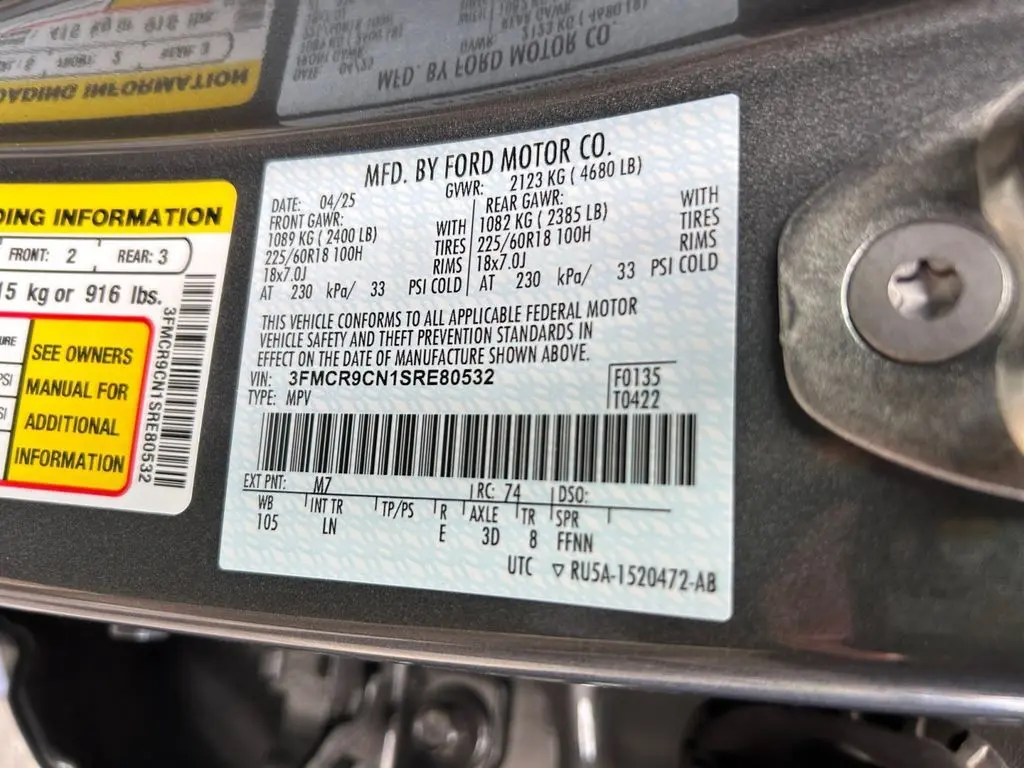 MFD. BY FORD MOTOR CO.
DATE: 04/25 GVWR: 2123 KG ( 4680 LB)
FRONT GAWR: REAR GAWR:
1089 KG ( 2400 LB) WITH 1082 KG ( 2385 LB) WITH
225/60R18 100H TIRES 225/60R18 100H TIRES
18x7.0J RIMS 18x7.0J RIMS
AT 230 kPa/ 33 PSI COLD AT 230 kPa/ 33 PSI COLD
THIS VEHICLE CONFORMS TO ALL APPLICABLE FEDERAL MOTOR
VEHICLE SAFETY AND THEFT PREVENTION STANDARDS IN
EFFECT ON THE DATE OF MANUFACTURE SHOWN ABOVE.
VIN: 3FMCR9CN1SRE80532 F0135
TYPE: MPV T0422
EXT PNT: M7 RC: 74 DSO:
WB INT TR TP/PS R AXLE TR SPR
105 LN E 3D 8 FFNN
UTC ▽ RU5A-1520472-AB
DING INFORMATION
FRONT: 2 REAR: 3
15 kg or 916 lbs.
SEE OWNERS
MANUAL FOR
ADDITIONAL
INFORMATION
3FMCR9CN1SRE80532